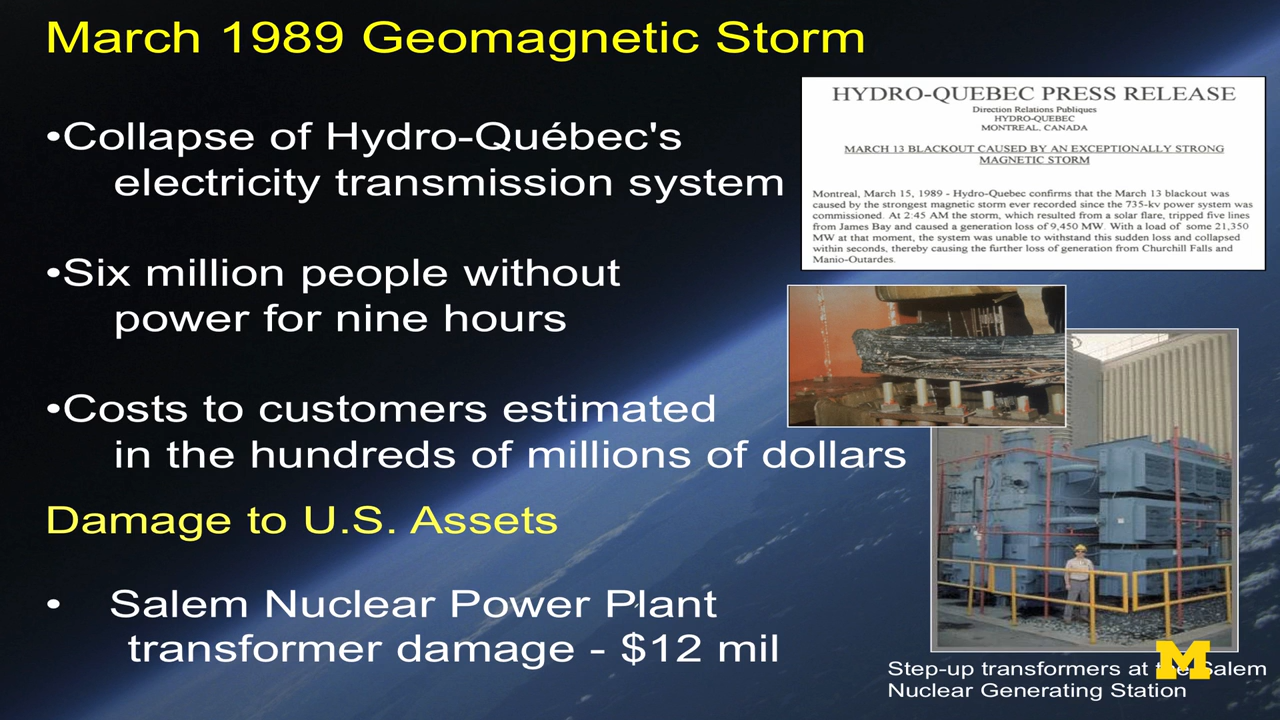 March 1989 Geomagnetic Storm
•Collapse of Hydro-Québec's
electricity transmission system
•Six million people without
power for nine hours
•Costs to customers estimated
in the hundreds of millions of dollars
Damage to U.S. Assets
• Salem Nuclear Power Plant
transformer damage - $12 mil
HYDRO-QUEBEC PRESS RELEASE
Direction Relations Publiques
HYDRO-QUEBEC
MONTREAL, CANADA
MARCH 13 BLACKOUT CAUSED BY AN EXCEPTIONALLY STRONG
MAGNETIC STORM
Montreal, March 15, 1989 - Hydro-Quebec confirms that the March 13 blackout was
caused by the strongest magnetic storm ever recorded since the 735-kv power system was
commissioned. At 2:45 AM the storm, which resulted from a solar flare, tripped five lines
from James Bay and caused a generation loss of 9,450 MW. With a load of some 21,350
MW at that moment, the system was unable to withstand this sudden loss and collapsed
within seconds, thereby causing the further loss of generation from Churchill Falls and
Manio-Outardes.
Step-up transformers at the Salem
Nuclear Generating Station
M